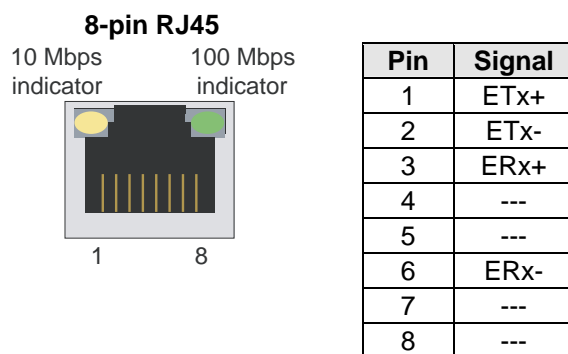 8-pin RJ45
10 Mbps indicator
100 Mbps indicator
1 8
Pin Signal
1 ETx+
2 ETx-
3 ERx+
4 ---
5 ---
6 ERx-
7 ---
8 ---